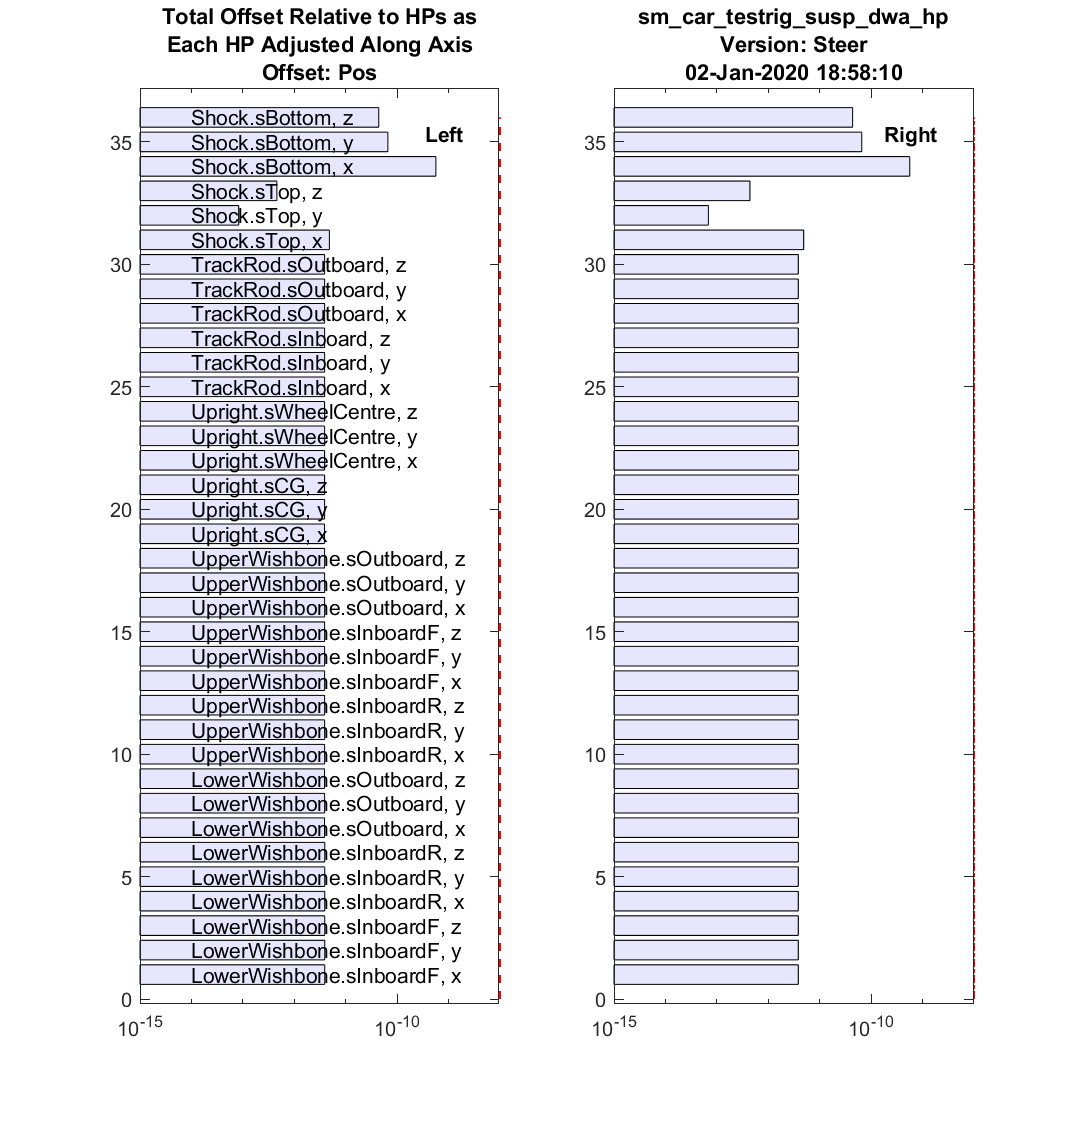 Total Offset Relative to HPs as
Each HP Adjusted Along Axis
Offset: Pos
Left
35
30
25
20
15
10
5
0
Shock.sBottom, z
Shock.sBottom, y
Shock.sBottom, x
Shock.sTop, z
Shock.sTop, y
Shock.sTop, x
TrackRod.sOutboard, z
TrackRod.sOutboard, y
TrackRod.sOutboard, x
TrackRod.sInboard, z
TrackRod.sInboard, y
TrackRod.sInboard, x
Upright.sWheelCentre, z
Upright.sWheelCentre, y
Upright.sWheelCentre, x
Upright.sCG, z
Upright.sCG, y
Upright.sCG, x
UpperWishbone.sOutboard, z
UpperWishbone.sOutboard, y
UpperWishbone.sOutboard, x
UpperWishbone.sInboardF, z
UpperWishbone.sInboardF, y
UpperWishbone.sInboardF, x
UpperWishbone.sInboardR, z
UpperWishbone.sInboardR, y
UpperWishbone.sInboardR, x
LowerWishbone.sOutboard, z
LowerWishbone.sOutboard, y
LowerWishbone.sOutboard, x
LowerWishbone.sInboardR, z
LowerWishbone.sInboardR, y
LowerWishbone.sInboardR, x
LowerWishbone.sInboardF, z
LowerWishbone.sInboardF, y
LowerWishbone.sInboardF, x
10^-15 10^-10
sm_car_testrig_susp_dwa_hp
Version: Steer
02-Jan-2020 18:58:10
Right
35
30
25
20
15
10
5
0
10^-15 10^-10